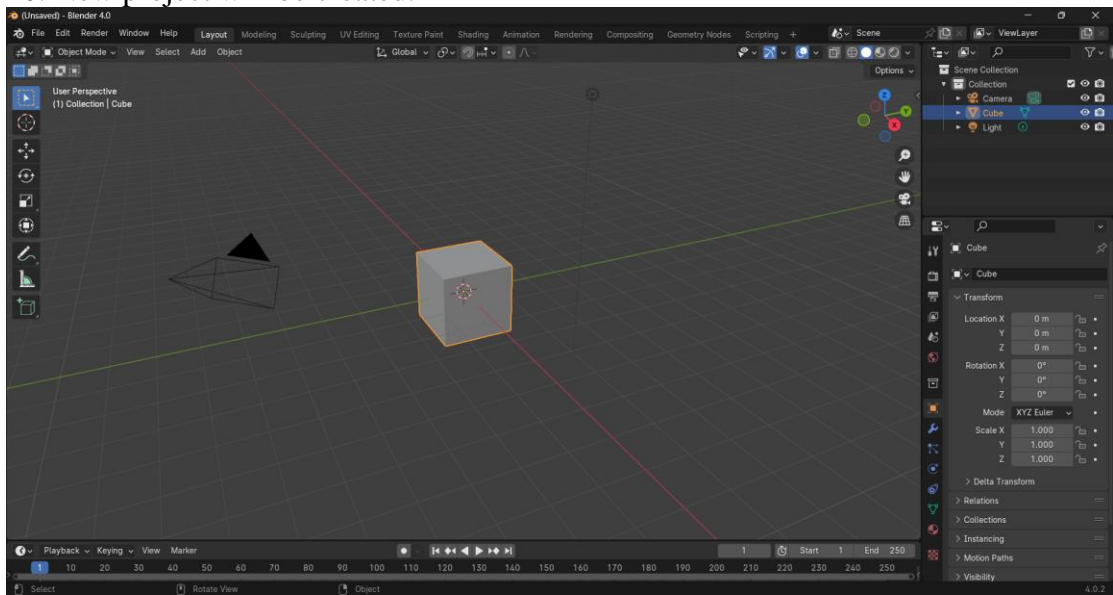 (Unsaved) - Blender 4.0
File Edit Render Window Help Layout Modeling Sculpting UV Editing Texture Paint Shading Animation Rendering Compositing Geometry Nodes Scripting + Scene ViewLayer
Object Mode View Select Add Object Global
Options
User Perspective
(1) Collection | Cube
Z
Y
X
Scene Collection
Collection
Camera
Cube
Light
Cube
Cube
Transform
Location X 0 m
Y 0 m
Z 0 m
Rotation X 0°
Y 0°
Z 0°
Mode XYZ Euler
Scale X 1.000
Y 1.000
Z 1.000
Delta Transform
Relations
Collections
Instancing
Motion Paths
Visibility
Playback Keying View Marker 1 Start 1 End 250
1 10 20 30 40 50 60 70 80 90 100 110 120 130 140 150 160 170 180 190 200 210 220 230 240 250
Select Rotate View Object 4.0.2